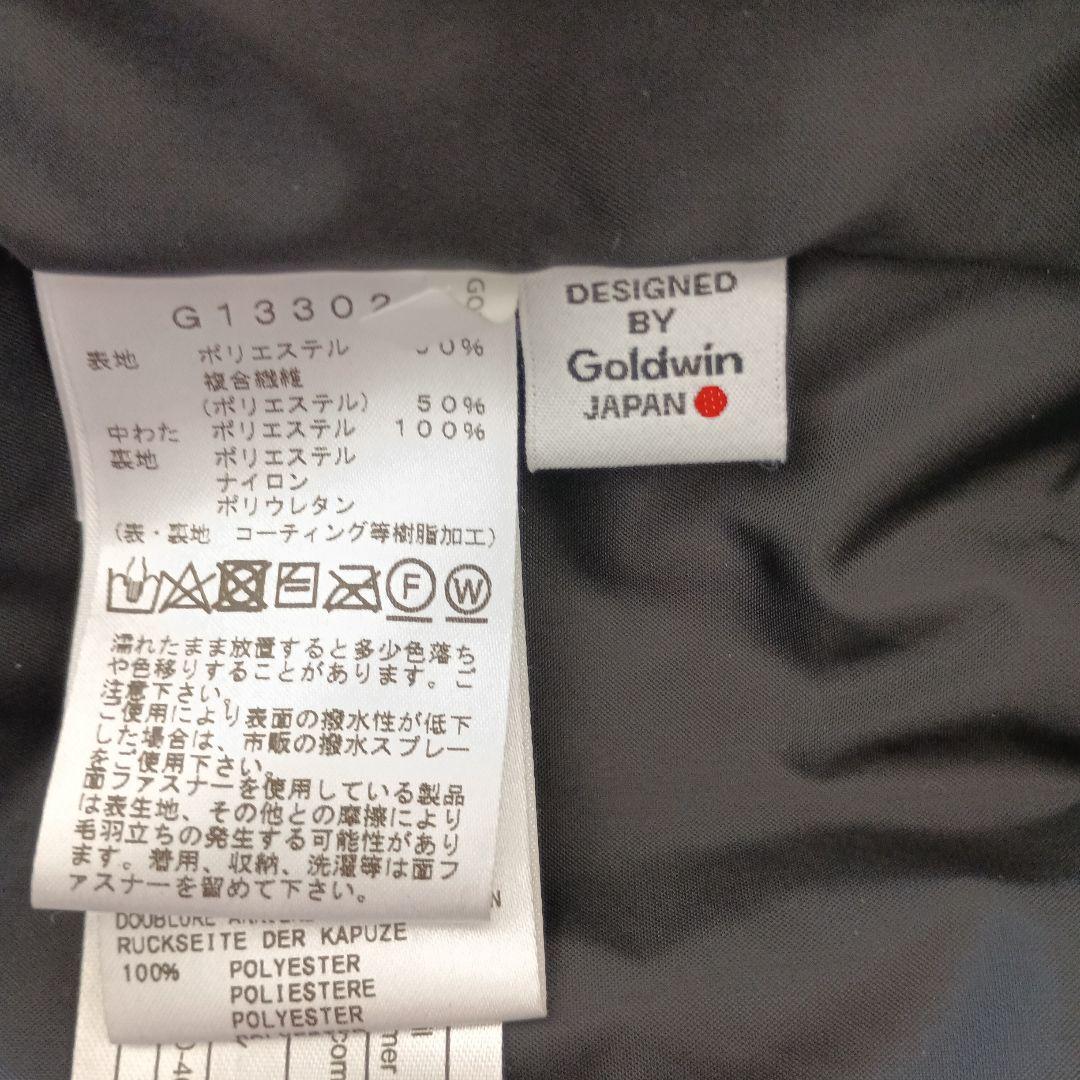 G13302
GO
表地 ポリエステル 50%
複合繊維
(ポリエステル) 50%
中わた ポリエステル 100%
裏地 ポリエステル
ナイロン
ポリウレタン
(表・裏地 コーティング等樹脂加工)
F W
濡れたまま放置すると多少色落ち
や色移りすることがあります。ご
注意下さい。
ご使用により表面の撥水性が低下
した場合は、市販の撥水スプレー
をご使用下さい。
面ファスナーを使用している製品
は表生地、その他との摩擦により
毛羽立ちの発生する可能性があり
ます。着用、収納、洗濯等は面フ
ァスナーを留めて下さい。
DOUBLURE
RUCKSEITE DER KAPUZE
100% POLYESTER
POLIESTERE
POLYESTER
DESIGNED
BY
Goldwin
JAPAN